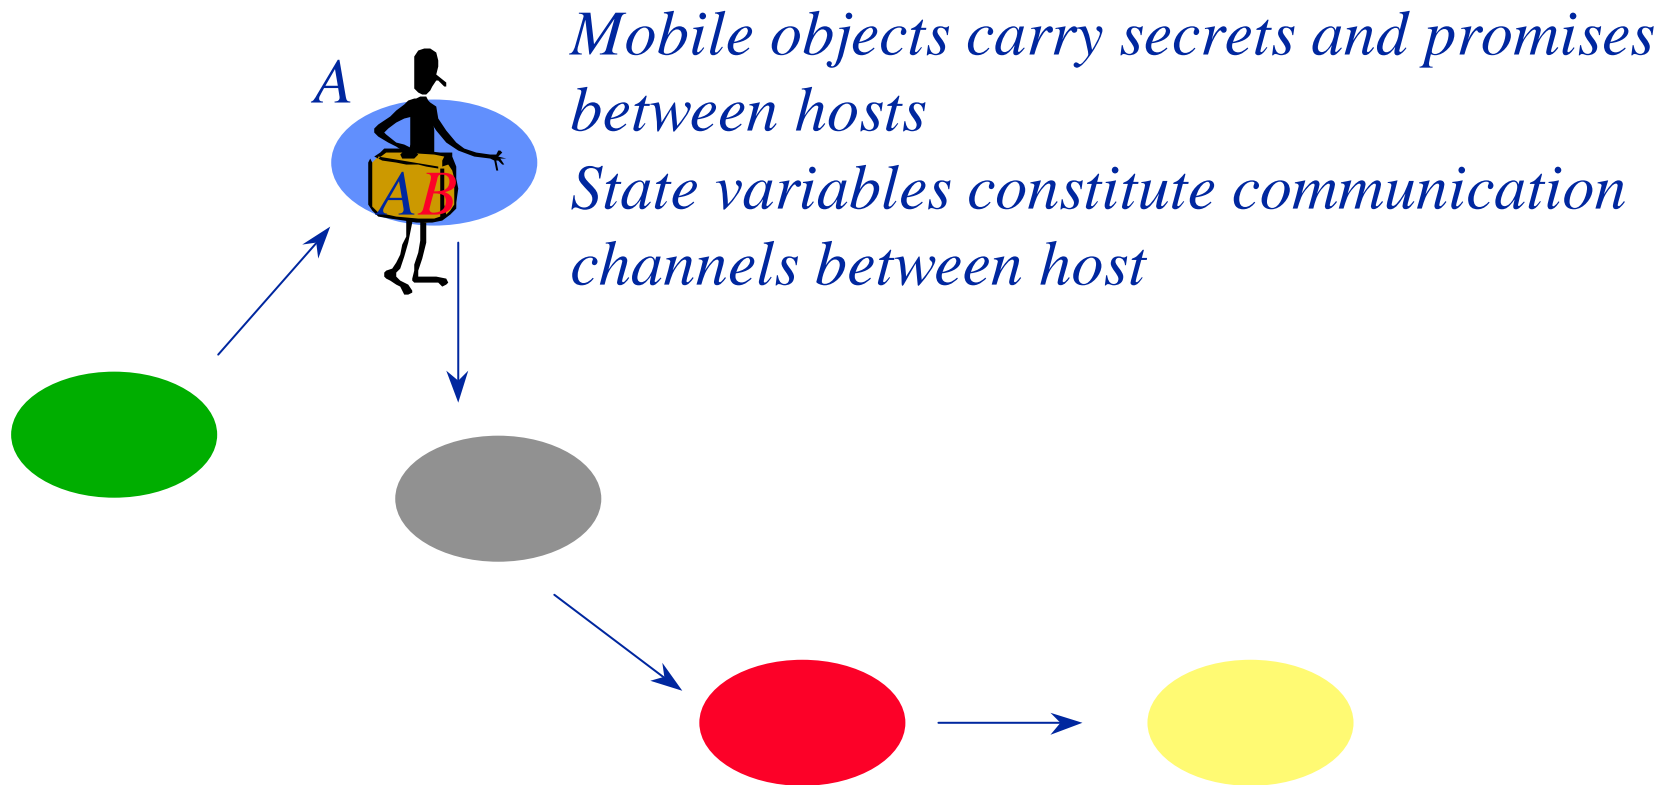 Mobile objects carry secrets and promises
between hosts
State variables constitute communication
channels between host
A
AB